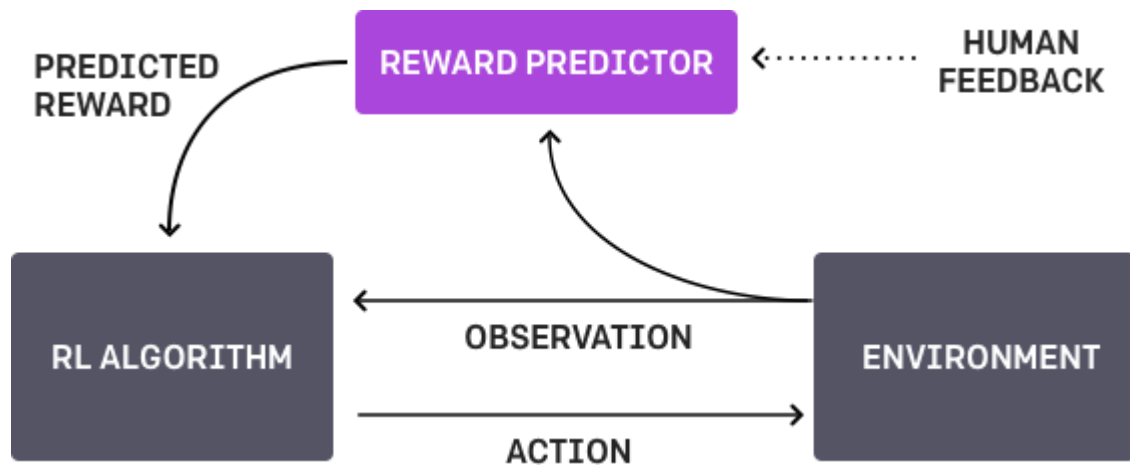 PREDICTED
REWARD
REWARD PREDICTOR
HUMAN
FEEDBACK
RL ALGORITHM
OBSERVATION
ACTION
ENVIRONMENT